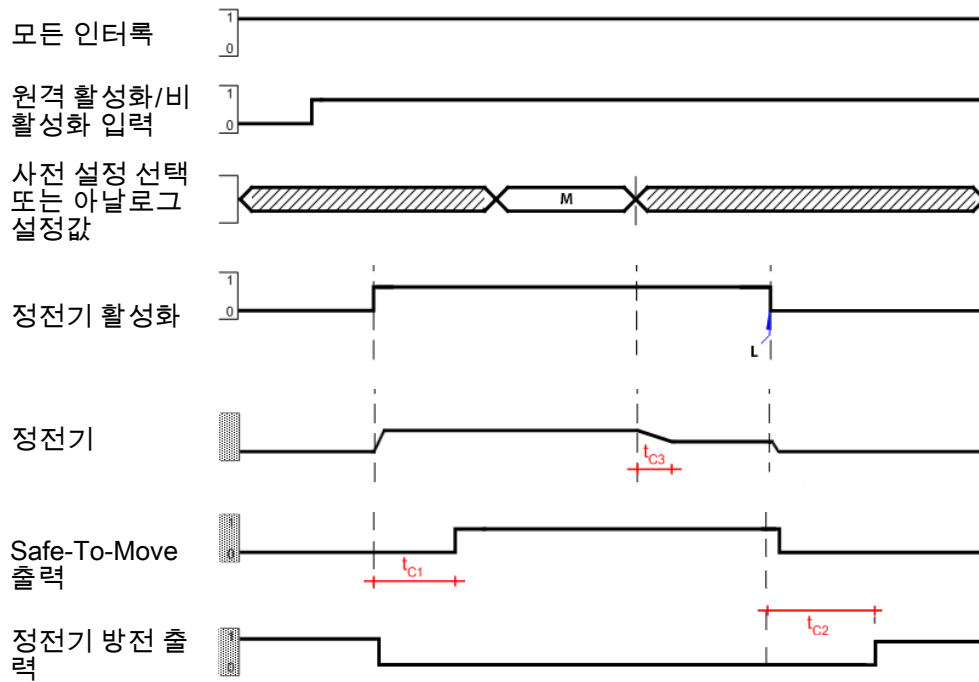 모든 인터록
1
0
원격 활성화/비
활성화 입력
1
0
사전 설정 선택
또는 아날로그
설정값
M
정전기 활성화
1
0
L
정전기
tC3
Safe-To-Move
출력
1
0
tC1
정전기 방전 출
력
1
0
tC2